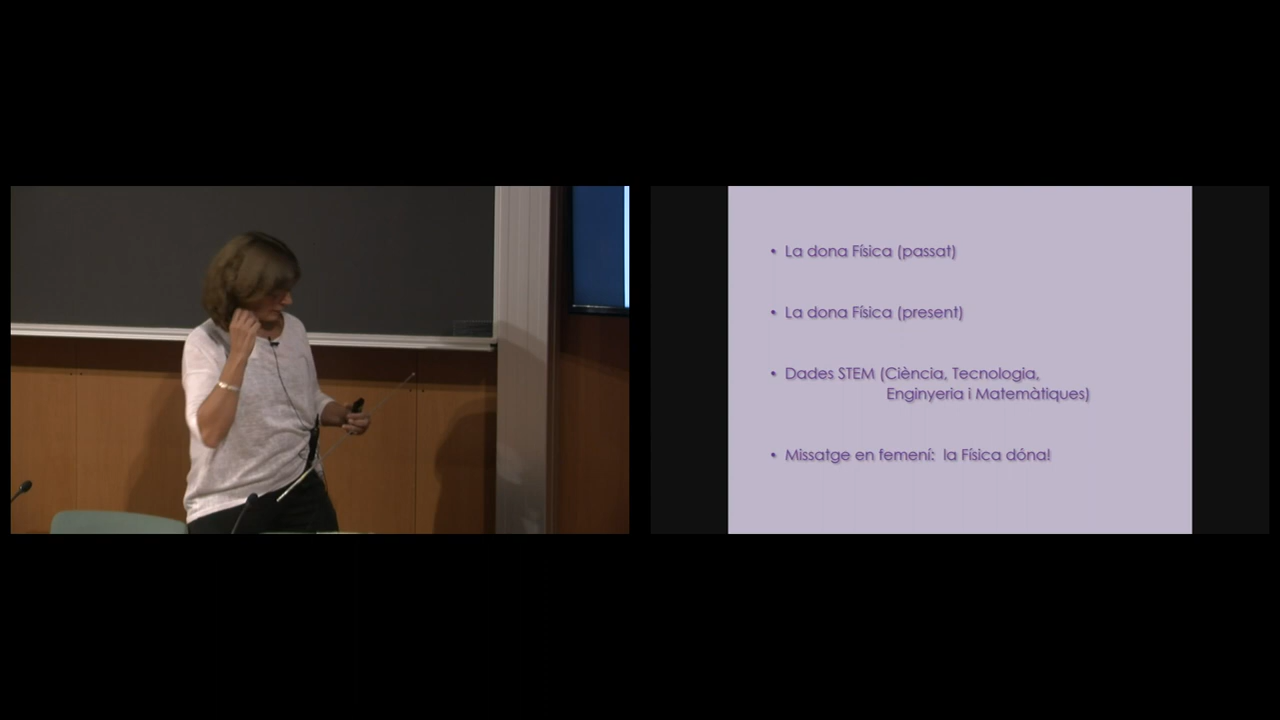 • La dona Física (passat)
• La dona Física (present)
• Dades STEM (Ciència, Tecnologia,
Enginyeria i Matemàtiques)
• Missatge en femení: la Física dóna!